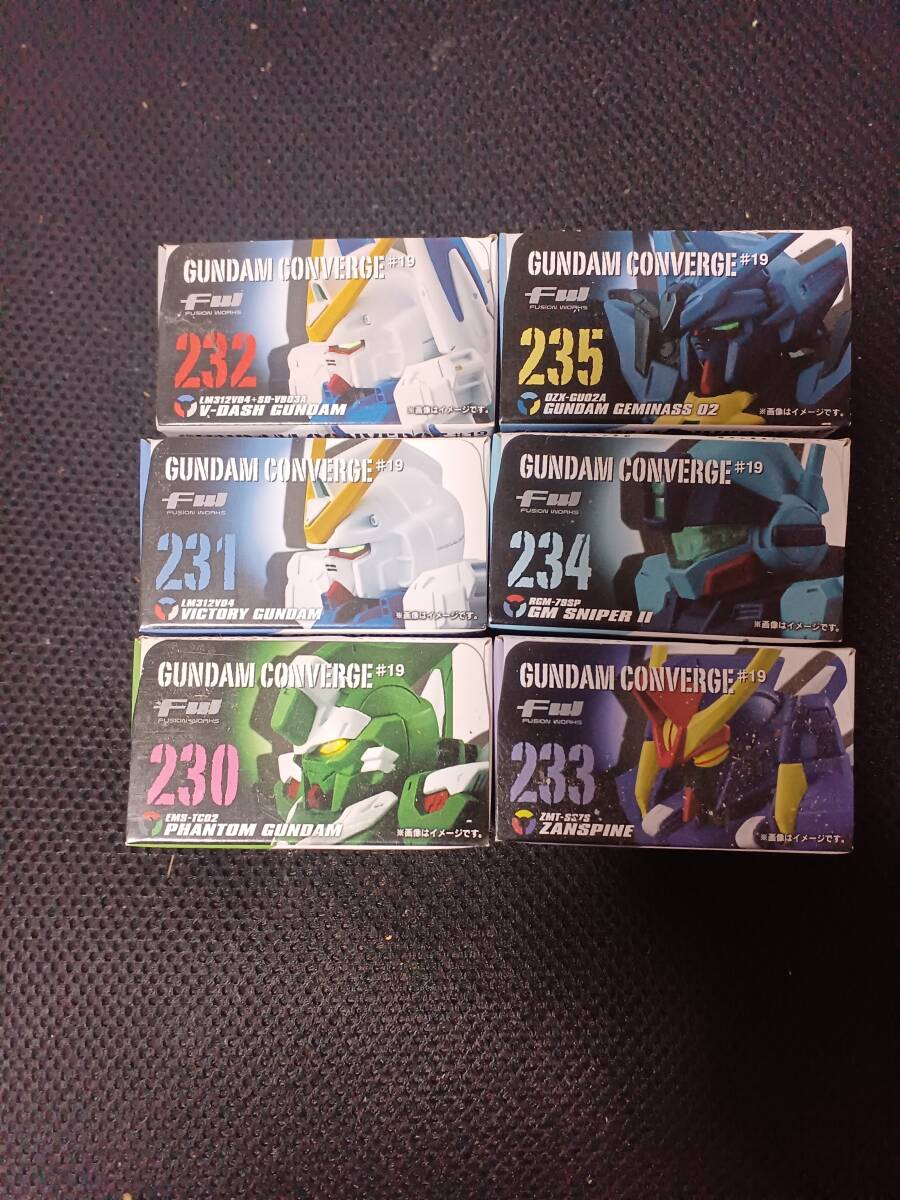 GUNDAM CONVERGE #19
FW
FUSION WORKS
232
LM312V04+SD-VB03A
V-DASH GUNDAM
※画像はイメージです。
GUNDAM CONVERGE #19
FW
FUSION WORKS
235
OZX-GU02A
GUNDAM GEMINASS 02
※画像はイメージです。
GUNDAM CONVERGE #19
FW
FUSION WORKS
231
LM312V04
VICTORY GUNDAM
※画像はイメージです。
GUNDAM CONVERGE #19
FW
FUSION WORKS
234
RGM-79SP
GM SNIPER II
※画像はイメージです。
GUNDAM CONVERGE #19
FW
FUSION WORKS
230
EMS-TC02
PHANTOM GUNDAM
※画像はイメージです。
GUNDAM CONVERGE #19
FW
FUSION WORKS
233
ZMT-S37S
ZANSPINE
※画像はイメージです。